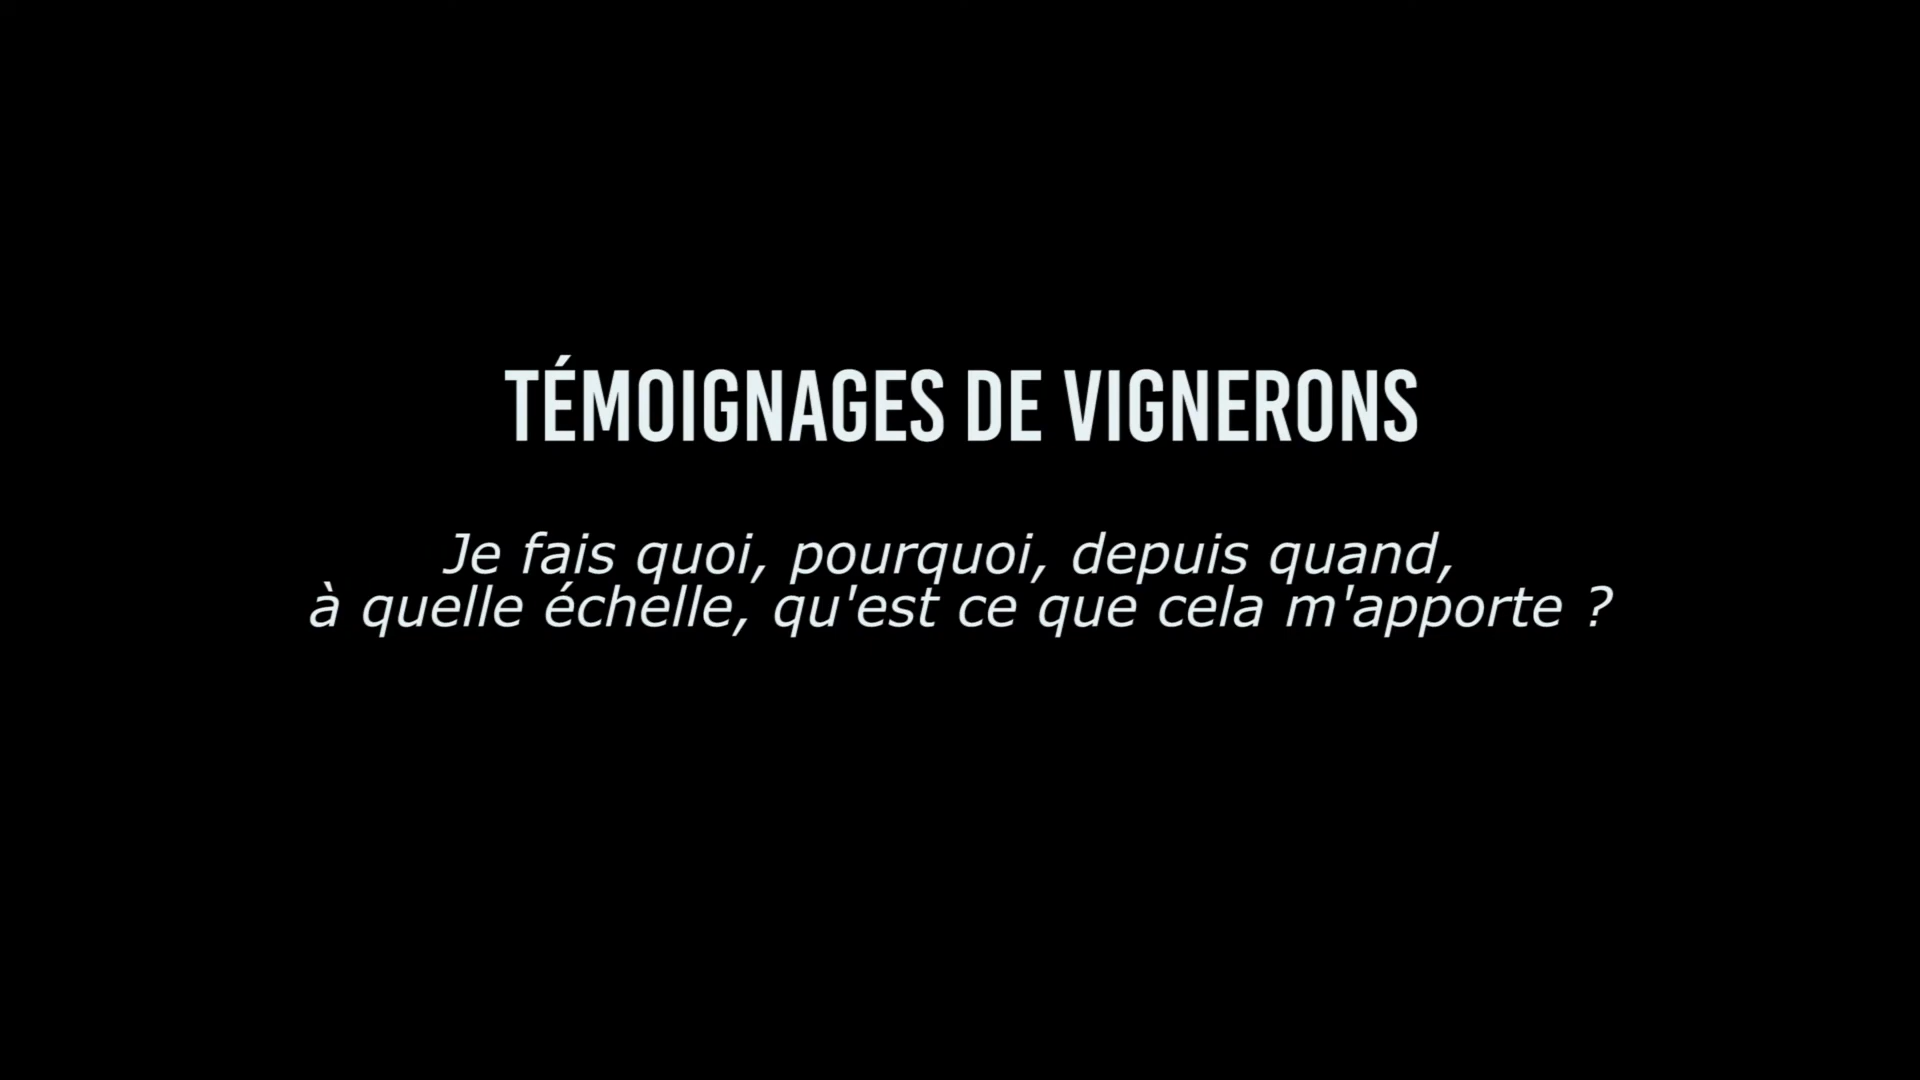 TÉMOIGNAGES DE VIGNERONS
Je fais quoi, pourquoi, depuis quand,
à quelle échelle, qu'est ce que cela m'apporte ?